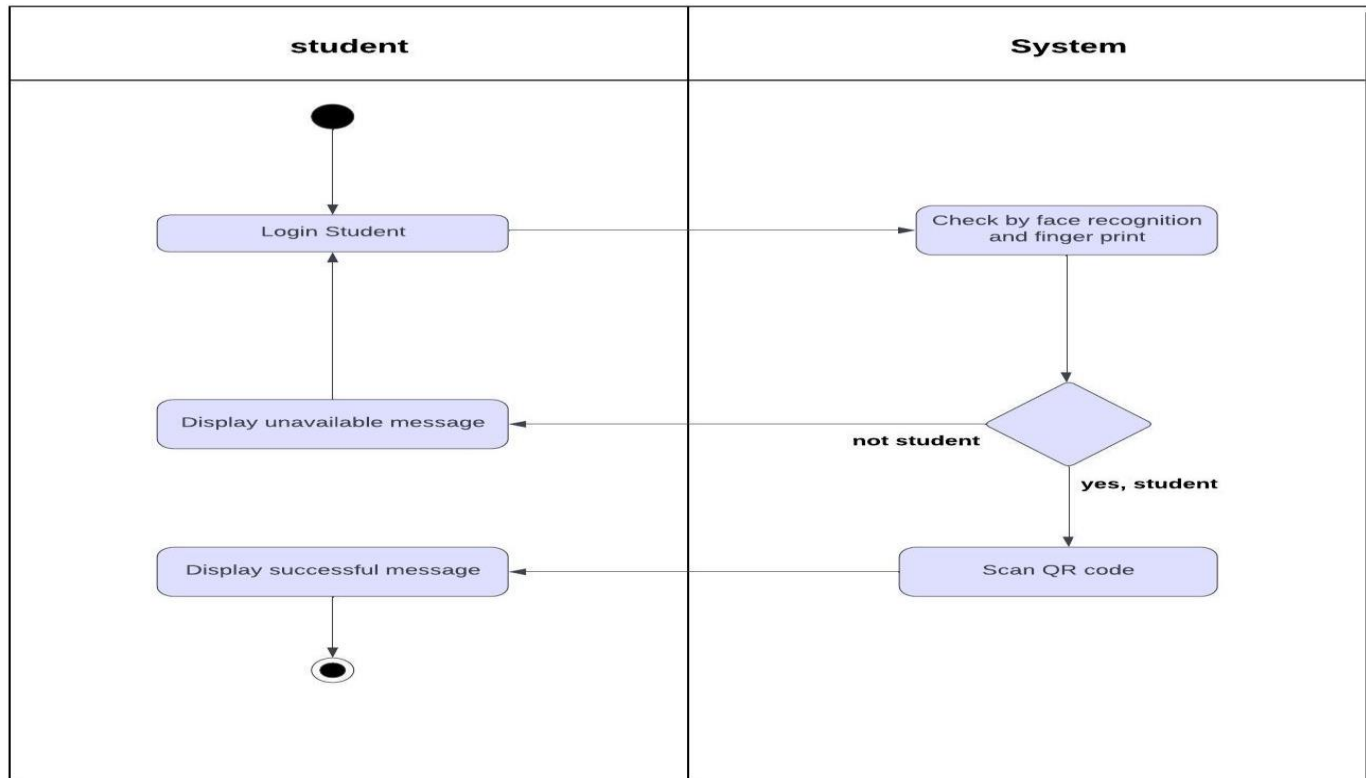 student
System
Login Student
Check by face recognition
and finger print
Display unavailable message
not student
yes, student
Display successful message
Scan QR code